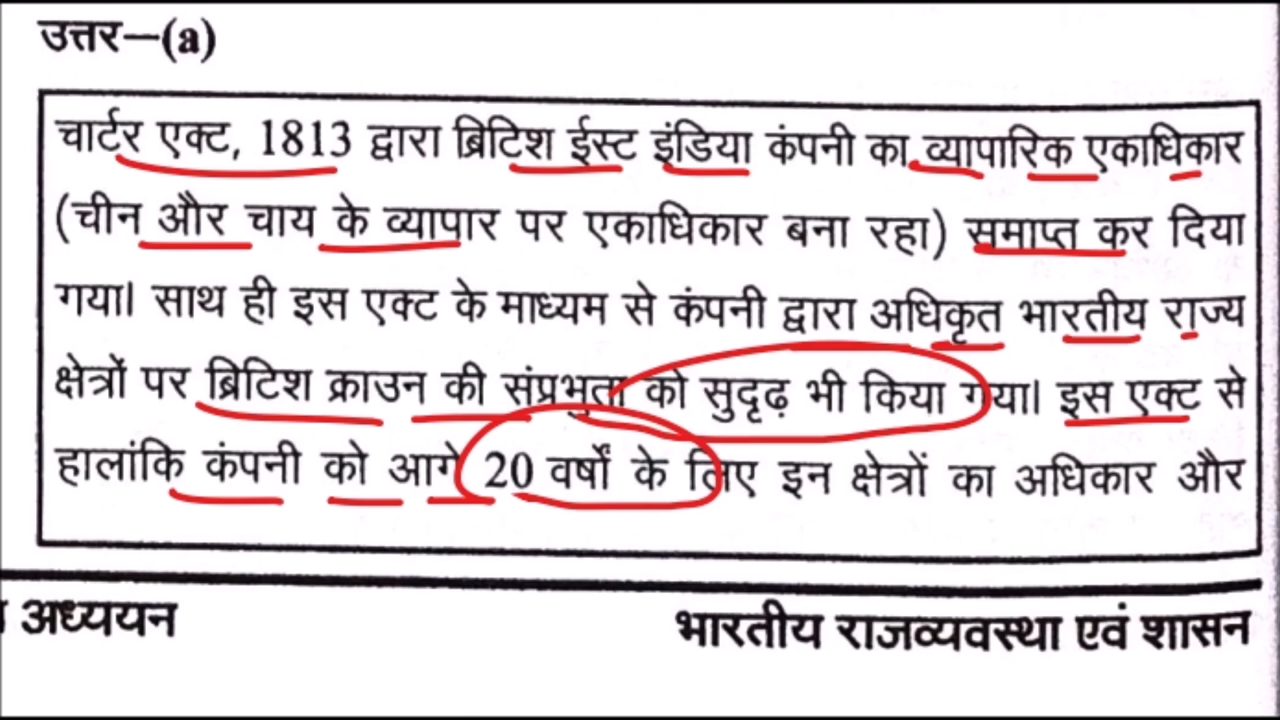 उत्तर—(a)
चार्टर एक्ट, 1813 द्वारा ब्रिटिश ईस्ट इंडिया कंपनी का व्यापारिक एकाधिकार
(चीन और चाय के व्यापार पर एकाधिकार बना रहा) समाप्त कर दिया
गया। साथ ही इस एक्ट के माध्यम से कंपनी द्वारा अधिकृत भारतीय राज्य
क्षेत्रों पर ब्रिटिश क्राउन की संप्रभुता को सुदृढ़ भी किया गया। इस एक्ट से
हालांकि कंपनी को आगे 20 वर्षों के लिए इन क्षेत्रों का अधिकार और
अध्ययन
भारतीय राजव्यवस्था एवं शासन